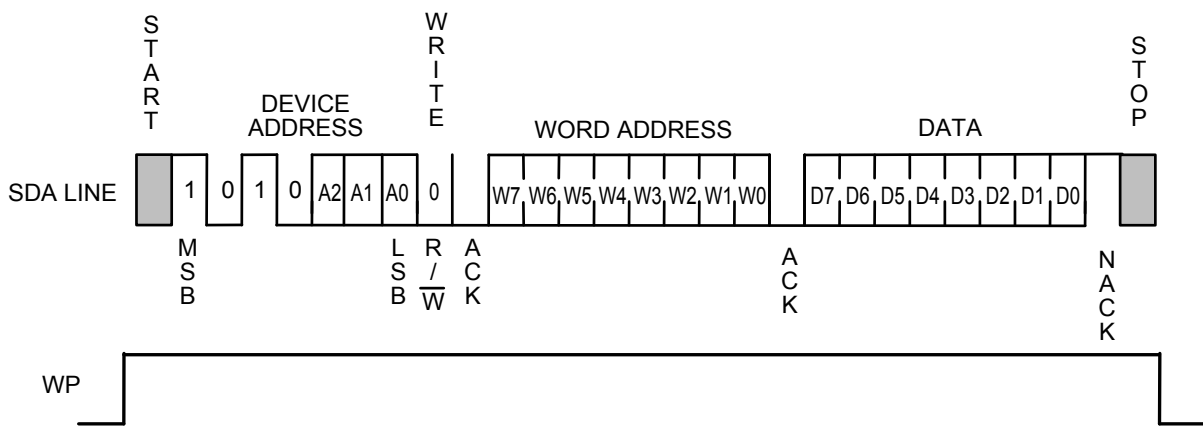 START
WRITE
STOP
DEVICE
ADDRESS
WORD ADDRESS
DATA
SDA LINE
1 0 1 0 A2 A1 A0 0 W7 W6 W5 W4 W3 W2 W1 W0 D7 D6 D5 D4 D3 D2 D1 D0
MSB
LSB
R/W
ACK
ACK
NACK
WP